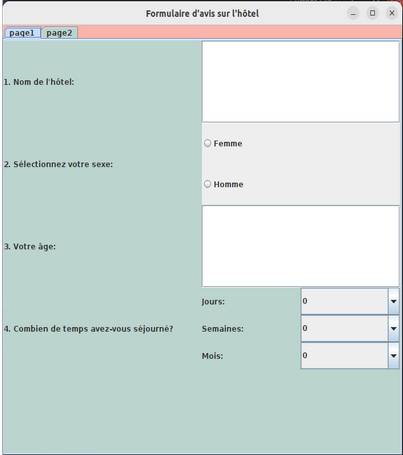 Formulaire d'avis sur l'hôtel
page1 page2
1. Nom de l'hôtel:
Femme
2. Sélectionnez votre sexe:
Homme
3. Votre âge:
Jours: 0
4. Combien de temps avez-vous séjourné? Semaines: 0
Mois: 0